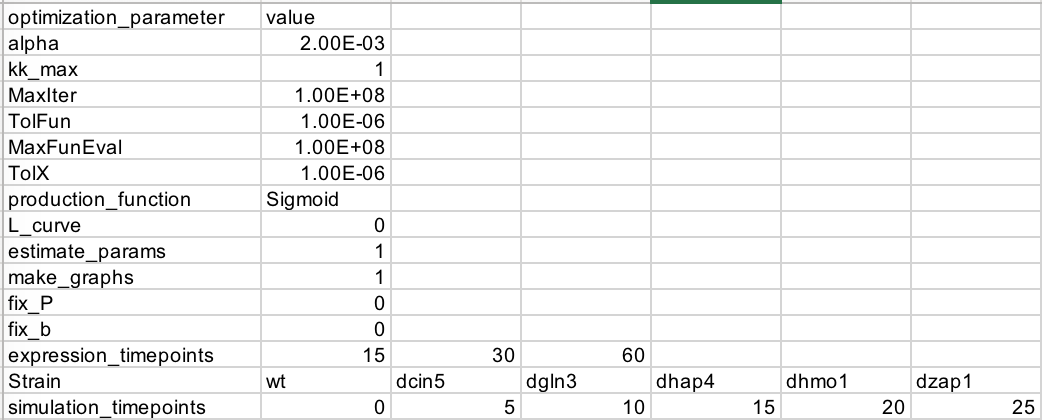 optimization_parameter value
alpha 2.00E-03
kk_max 1
MaxIter 1.00E+08
TolFun 1.00E-06
MaxFunEval 1.00E+08
TolX 1.00E-06
production_function Sigmoid
L_curve 0
estimate_params 1
make_graphs 1
fix_P 0
fix_b 0
expression_timepoints 15 30 60
Strain wt dcin5 dgln3 dhap4 dhmo1 dzap1
simulation_timepoints 0 5 10 15 20 25